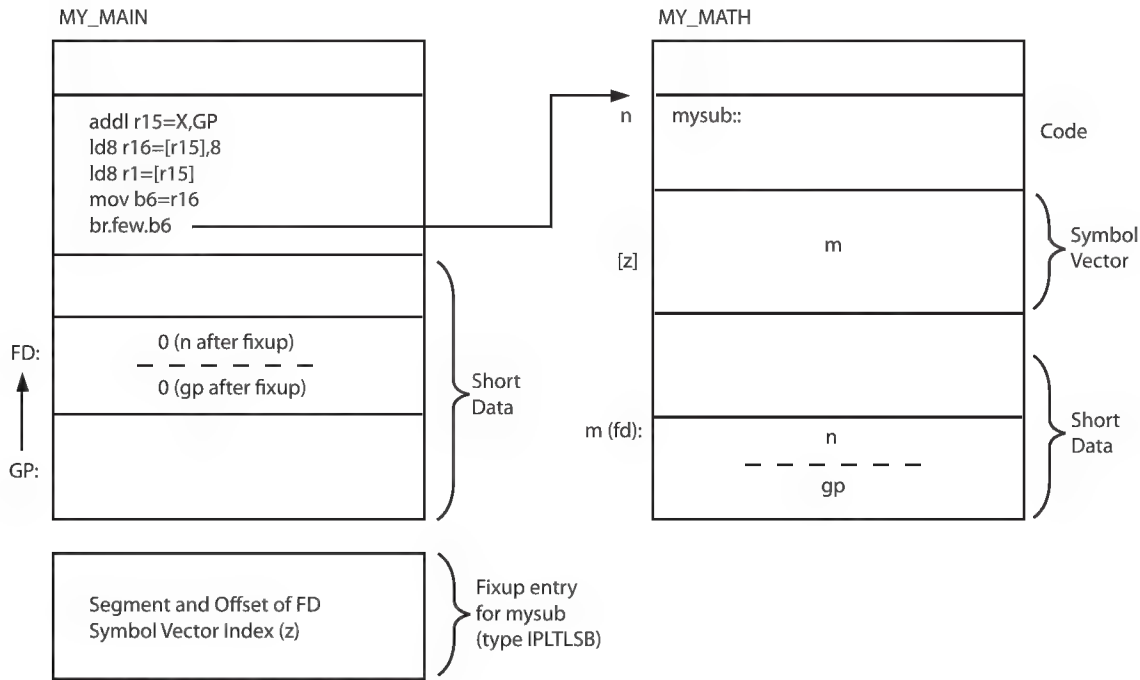 MY_MAIN
addl r15=X,GP
ld8 r16=[r15],8
ld8 r1=[r15]
mov b6=r16
br.few.b6
FD:
0 (n after fixup)
0 (gp after fixup)
GP:
Short
Data
Segment and Offset of FD
Symbol Vector Index (z)
Fixup entry
for mysub
(type IPLTLSB)
MY_MATH
n
mysub::
Code
[z]
m
Symbol
Vector
m (fd):
n
gp
Short
Data